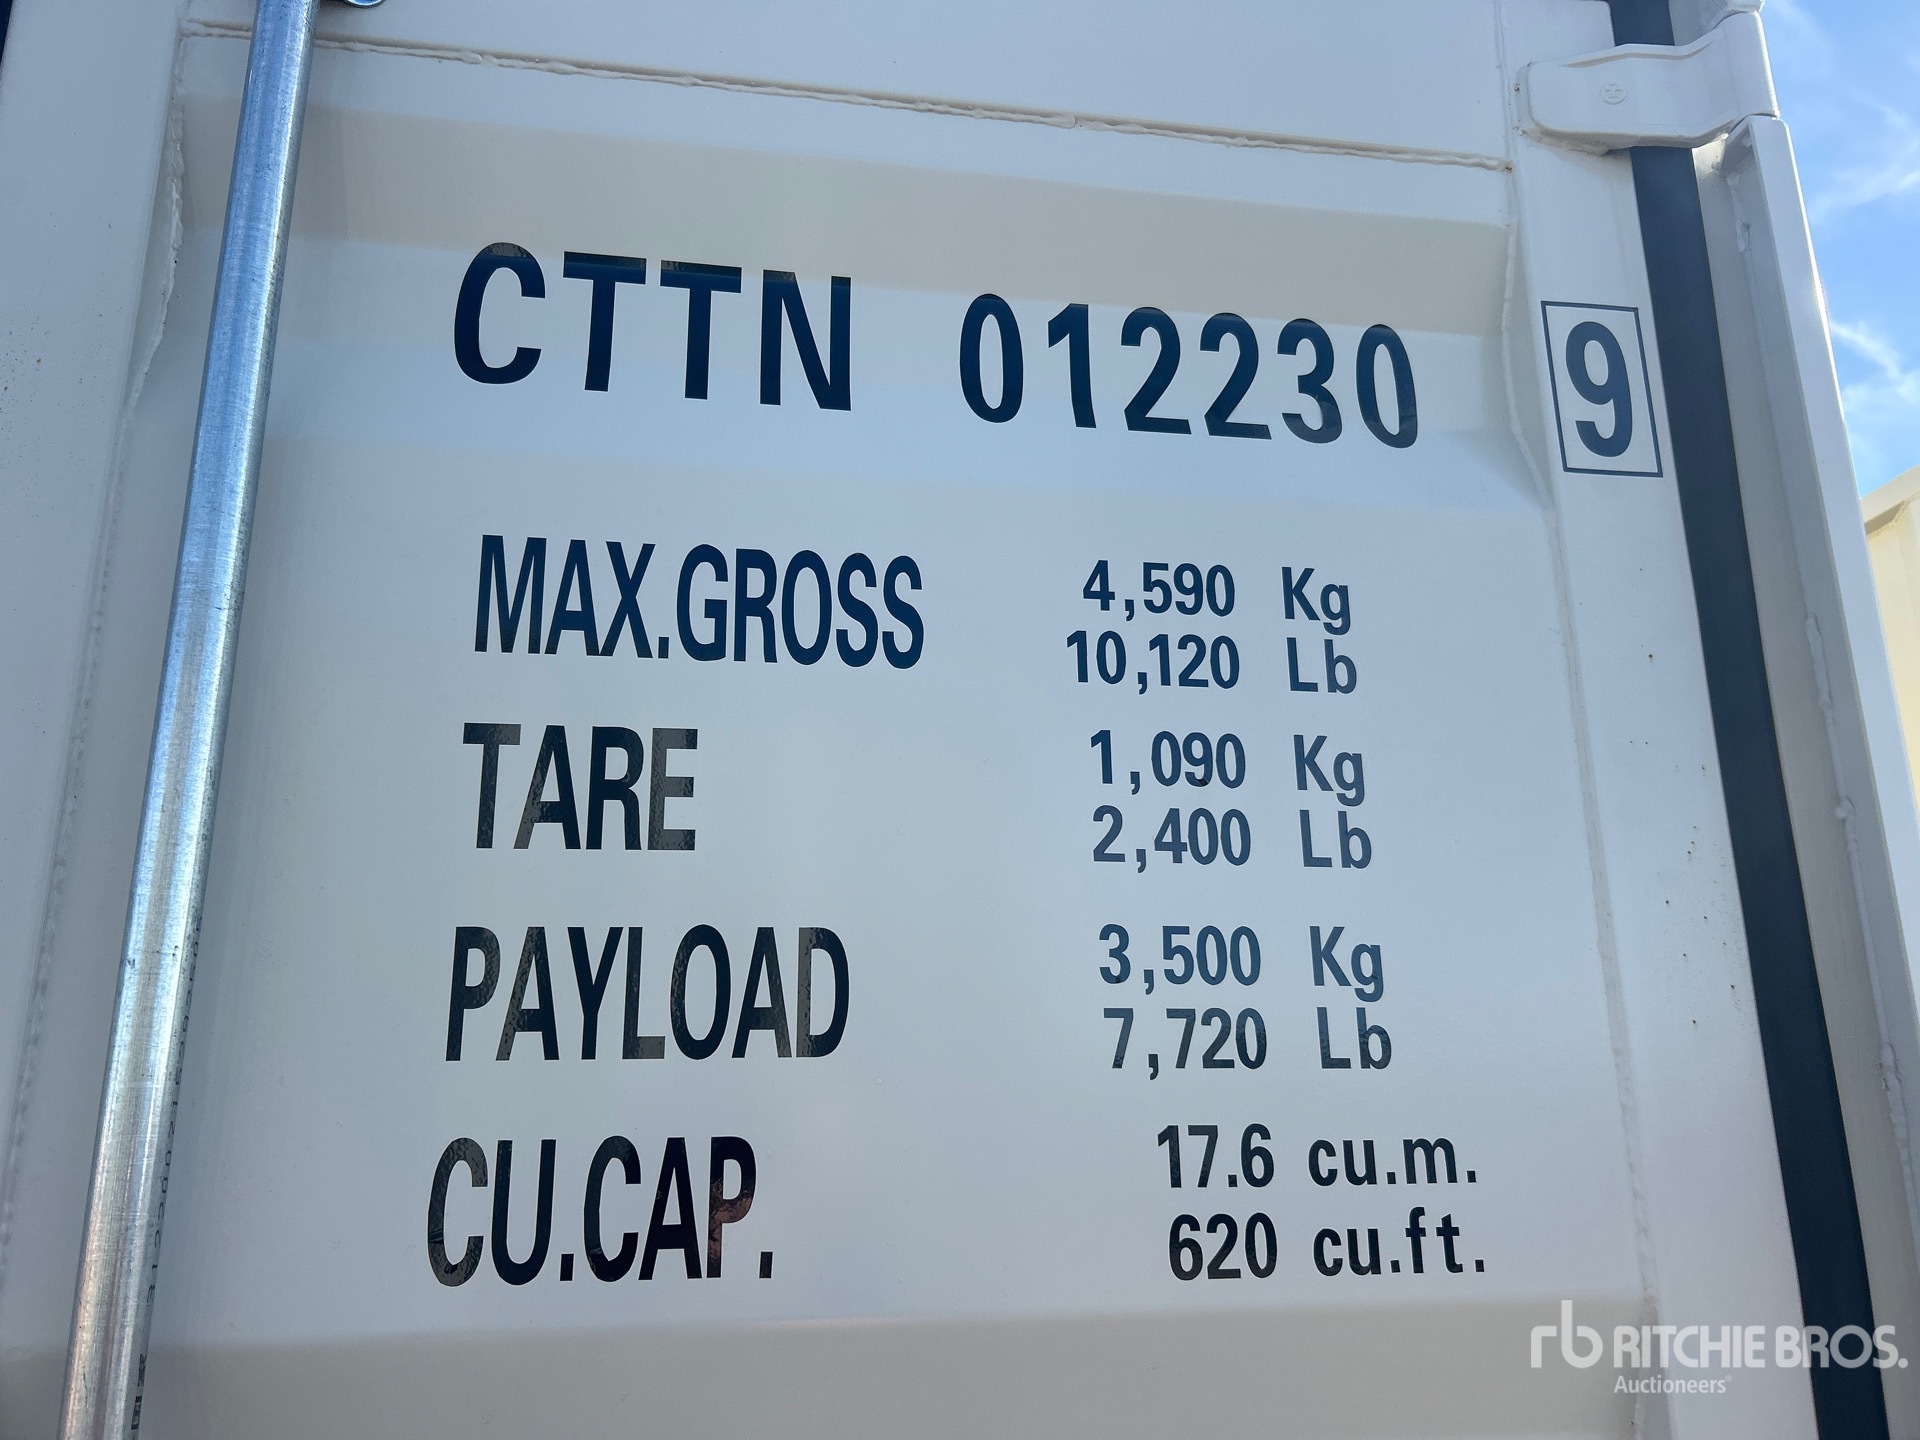 CTTN 012230 9
MAX.GROSS 4,590 Kg
10,120 Lb
TARE 1,090 Kg
2,400 Lb
PAYLOAD 3,500 Kg
7,720 Lb
CU.CAP. 17.6 cu.m.
620 cu.ft.
rb RITCHIE BROS.
Auctioneers